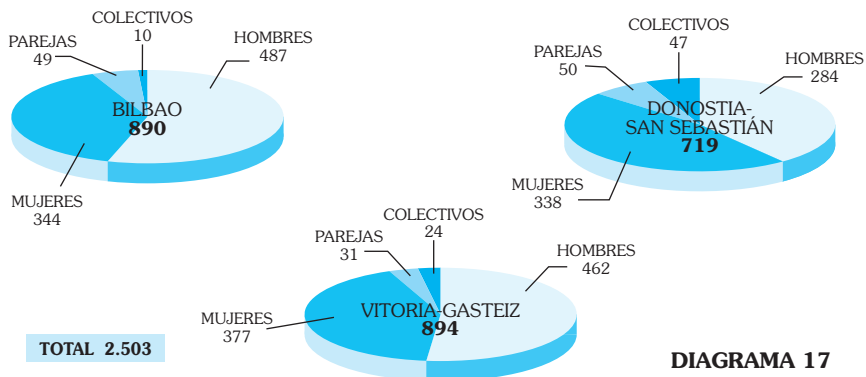 COLECTIVOS
10
PAREJAS
49
HOMBRES
487
BILBAO
890
MUJERES
344
COLECTIVOS
47
PAREJAS
50
HOMBRES
284
DONOSTIA-
SAN SEBASTIÁN
719
MUJERES
338
COLECTIVOS
24
PAREJAS
31
HOMBRES
462
VITORIA-GASTEIZ
894
MUJERES
377
TOTAL 2.503
DIAGRAMA 17